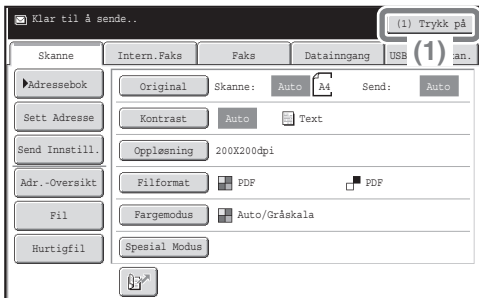 Klar til å sende..
(1) Trykk på
(1)
Skanne Intern.Faks Faks Datainngang USB kan.
Adressebok
Original Skanne: Auto A4 Send: Auto
Sett Adresse
Kontrast Auto Text
Send Innstill.
Oppløsning 200X200dpi
Adr.-Oversikt
Filformat PDF PDF
Fil
Fargemodus Auto/Gråskala
Hurtigfil
Spesial Modus